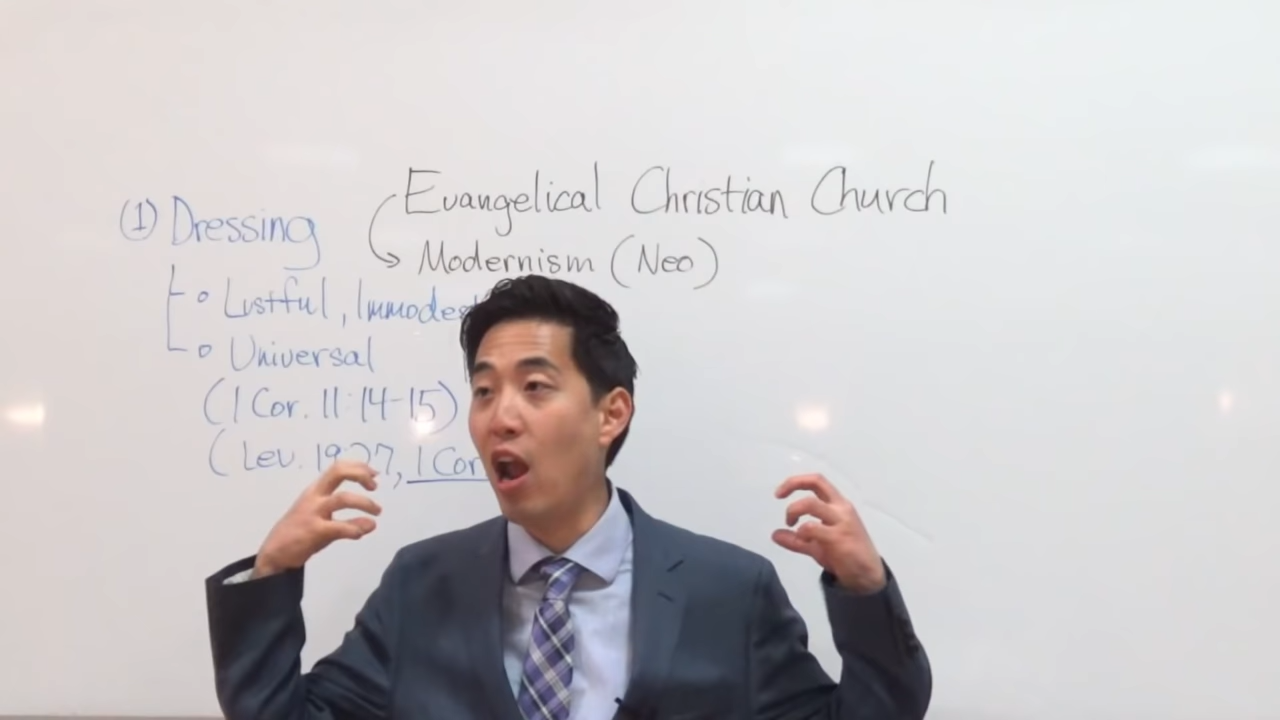 Evangelical Christian Church
Modernism (Neo)
(1) Dressing
Lustful, Immodest
Universal
(1 Cor. 11:14-15)
(Lev. 19:27, 1 Cor